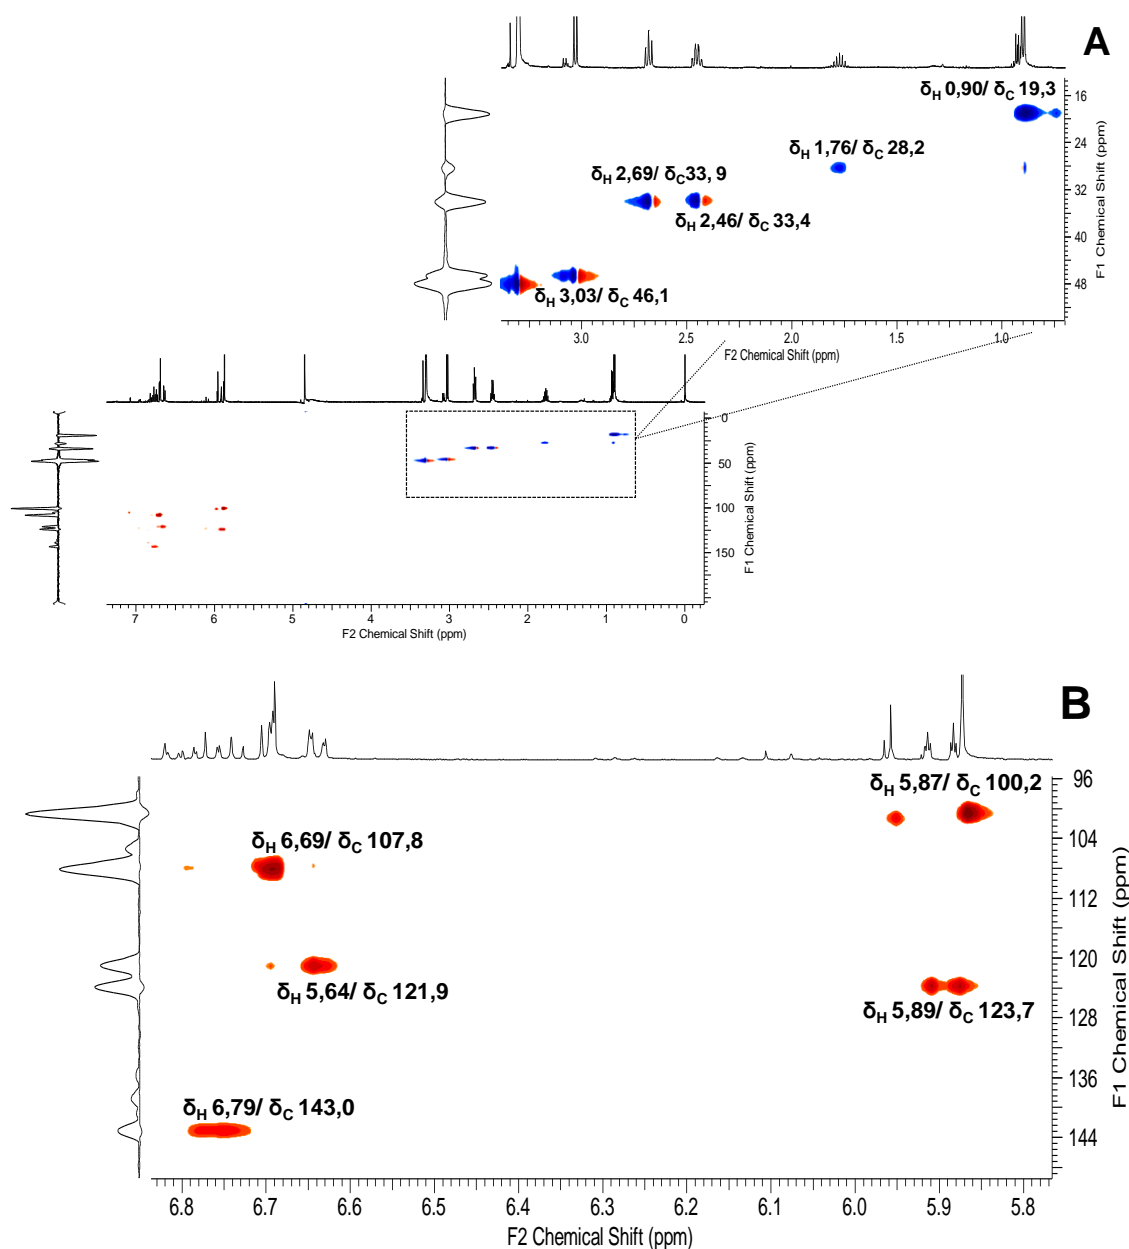 A
δH 0,90/ δC 19,3
δH 1,76/ δC 28,2
δH 2,69/ δC33, 9
δH 2,46/ δC 33,4
δH 3,03/ δC 46,1
16
24
32
40
48
F1 Chemical Shift (ppm)
3.0 2.5 2.0 1.5 1.0
F2 Chemical Shift (ppm)
0
50
100
150
F1 Chemical Shift (ppm)
7 6 5 4 3 2 1 0
F2 Chemical Shift (ppm)
B
δH 5,87/ δC 100,2
δH 6,69/ δC 107,8
δH 5,64/ δC 121,9
δH 5,89/ δC 123,7
δH 6,79/ δC 143,0
96
104
112
120
128
136
144
F1 Chemical Shift (ppm)
6.8 6.7 6.6 6.5 6.4 6.3 6.2 6.1 6.0 5.9 5.8
F2 Chemical Shift (ppm)